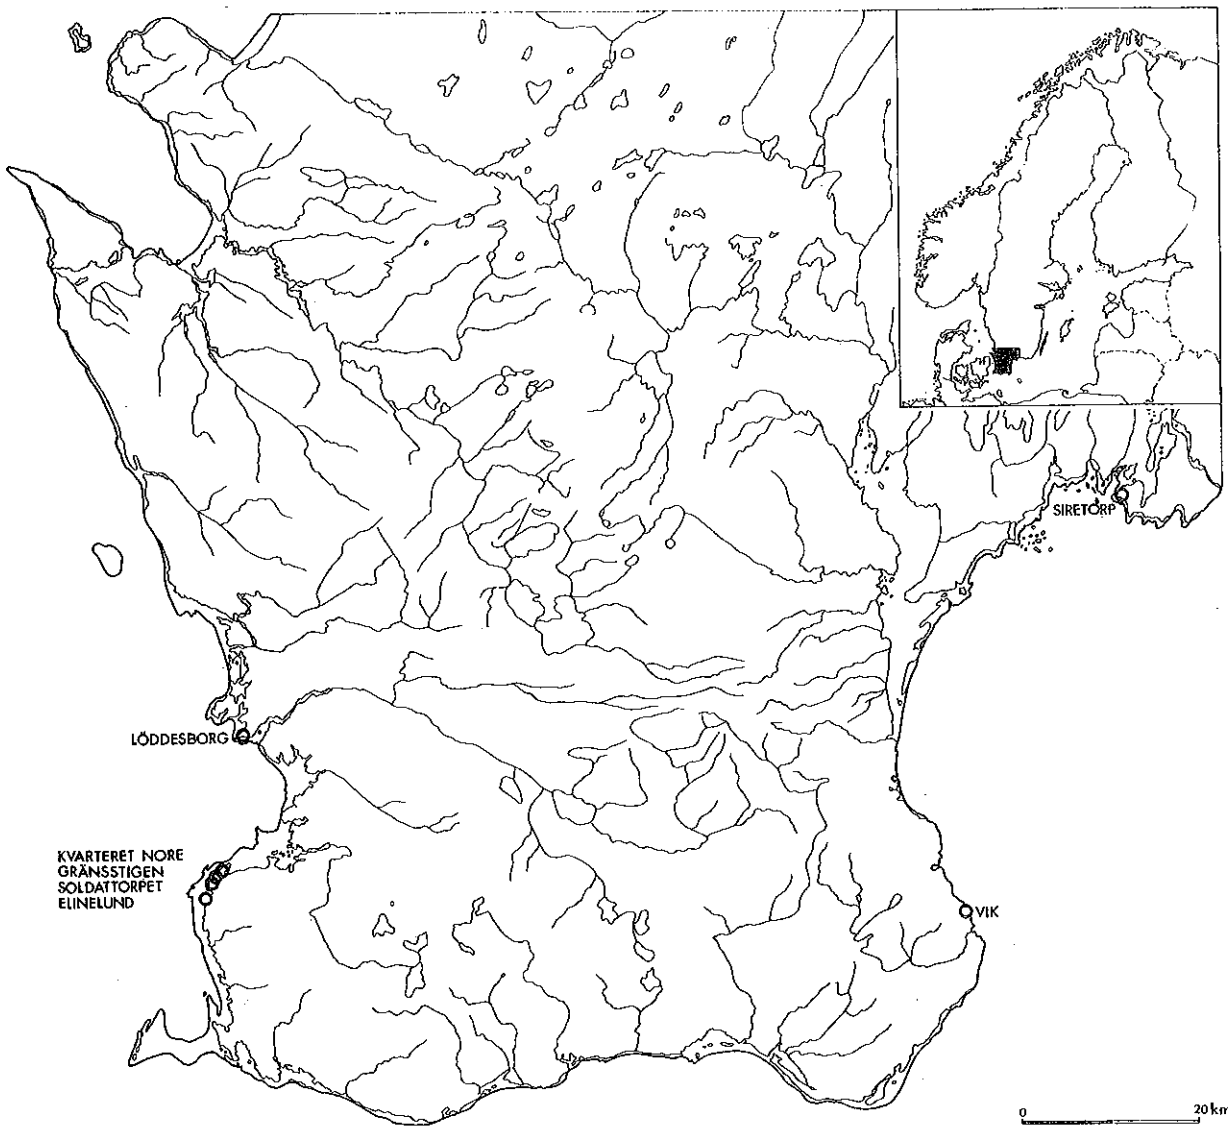 SIRETORP
LÖDDESBORG
KVARTERET NORE
GRÄNSSTIGEN
SOLDATTORPET
ELINELUND
VIK
0 20 km